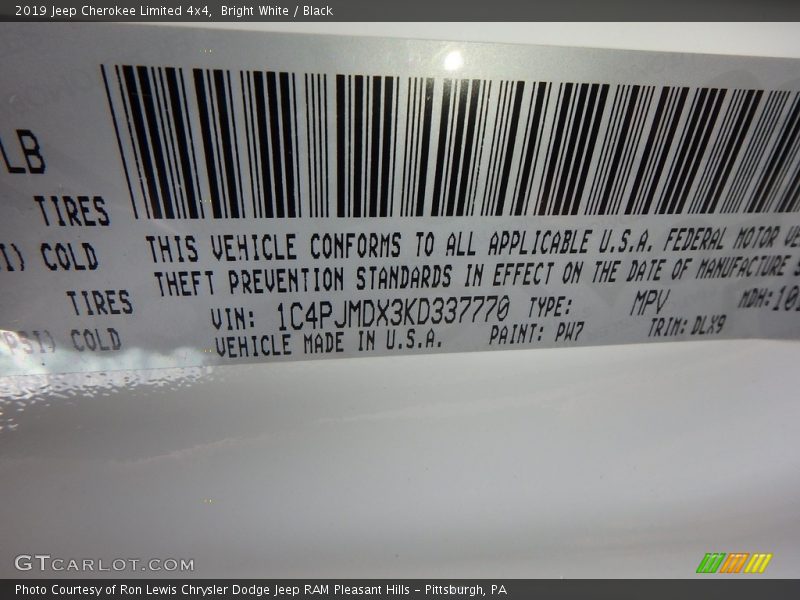 2019 Jeep Cherokee Limited 4x4, Bright White / Black
LB
TIRES
COLD
TIRES
COLD
THIS VEHICLE CONFORMS TO ALL APPLICABLE U.S.A. FEDERAL MOTOR
THEFT PREVENTION STANDARDS IN EFFECT ON THE DATE OF MANUFACTURE
VIN: 1C4PJMDX3KD337770 TYPE: MPV MDH:101
VEHICLE MADE IN U.S.A. PAINT: PW7 TRIM: DLX9
GTCARLOT.COM
Photo Courtesy of Ron Lewis Chrysler Dodge Jeep RAM Pleasant Hills - Pittsburgh, PA